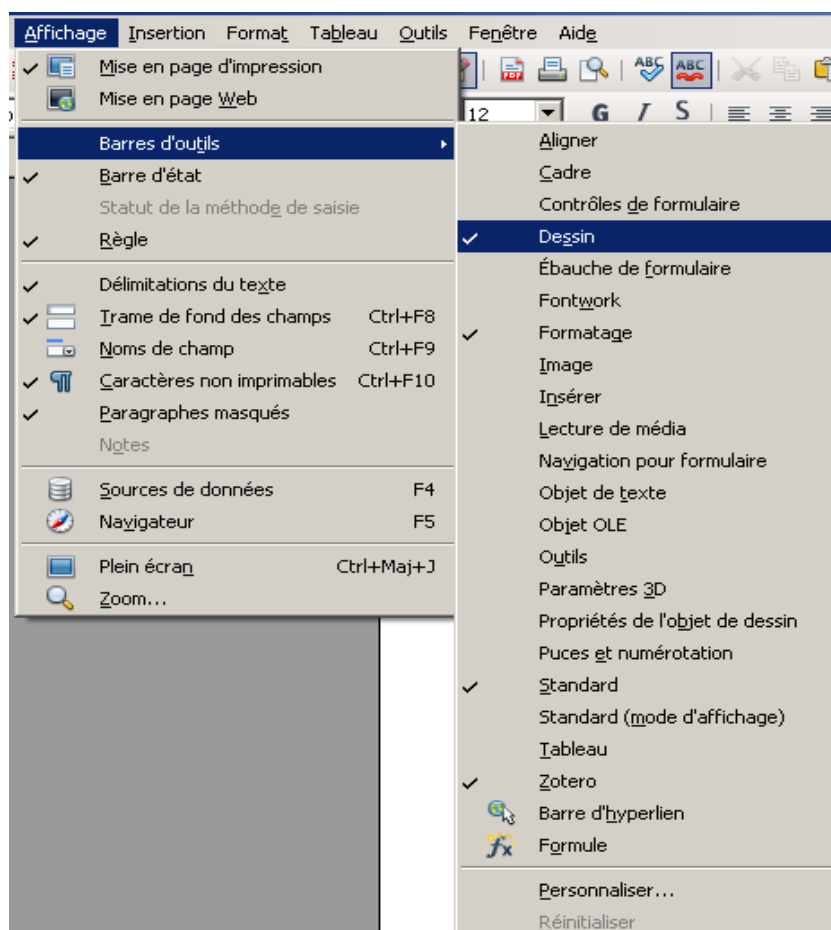 Affichage Insertion Format Tableau Outils Fenêtre Aide
Mise en page d'impression
Mise en page Web
Barres d'outils
Barre d'état
Statut de la méthode de saisie
Règle
Délimitations du texte
Trame de fond des champs Ctrl+F8
Noms de champ Ctrl+F9
Caractères non imprimables Ctrl+F10
Paragraphes masqués
Notes
Sources de données F4
Navigateur F5
Plein écran Ctrl+Maj+J
Zoom...
ABC ABC
12 G I S
Aligner
Cadre
Contrôles de formulaire
Dessin
Ébauche de formulaire
Fontwork
Formatage
Image
Insérer
Lecture de média
Navigation pour formulaire
Objet de texte
Objet OLE
Outils
Paramètres 3D
Propriétés de l'objet de dessin
Puces et numérotation
Standard
Standard (mode d'affichage)
Tableau
Zotero
Barre d'hyperlien
Formule
Personnaliser...
Réinitialiser